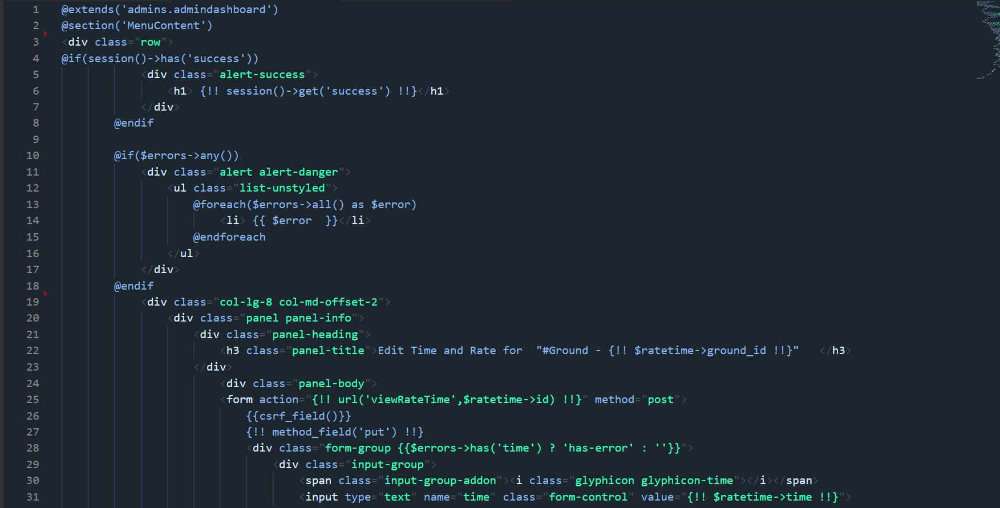 1 @extends('admins.admindashboard')
2 @section('MenuContent')
3 <div class="row">
4 @if(session()->has('success'))
5 <div class="alert-success">
6 <h1> {!! session()->get('success') !!}</h1>
7 </div>
8 @endif
9
10 @if($errors->any())
11 <div class="alert alert-danger">
12 <ul class="list-unstyled">
13 @foreach($errors->all() as $error)
14 <li> {{ $error  }}</li>
15 @endforeach
16 </ul>
17 </div>
18 @endif
19 <div class="col-lg-8 col-md-offset-2">
20 <div class="panel panel-info">
21 <div class="panel-heading">
22 <h3 class="panel-title">Edit Time and Rate for  "#Ground - {!! $ratetime->ground_id !!}"   </h3>
23 </div>
24 <div class="panel-body">
25 <form action="{!! url('viewRateTime',$ratetime->id) !!}" method="post">
26 {{csrf_field()}}
27 {!! method_field('put') !!}
28 <div class="form-group {{$errors->has('time') ? 'has-error' : ''}}">
29 <div class="input-group">
30 <span class="input-group-addon"><i class="glyphicon glyphicon-time"></i></span>
31 <input type="text" name="time" class="form-control" value="{!! $ratetime->time !!}">